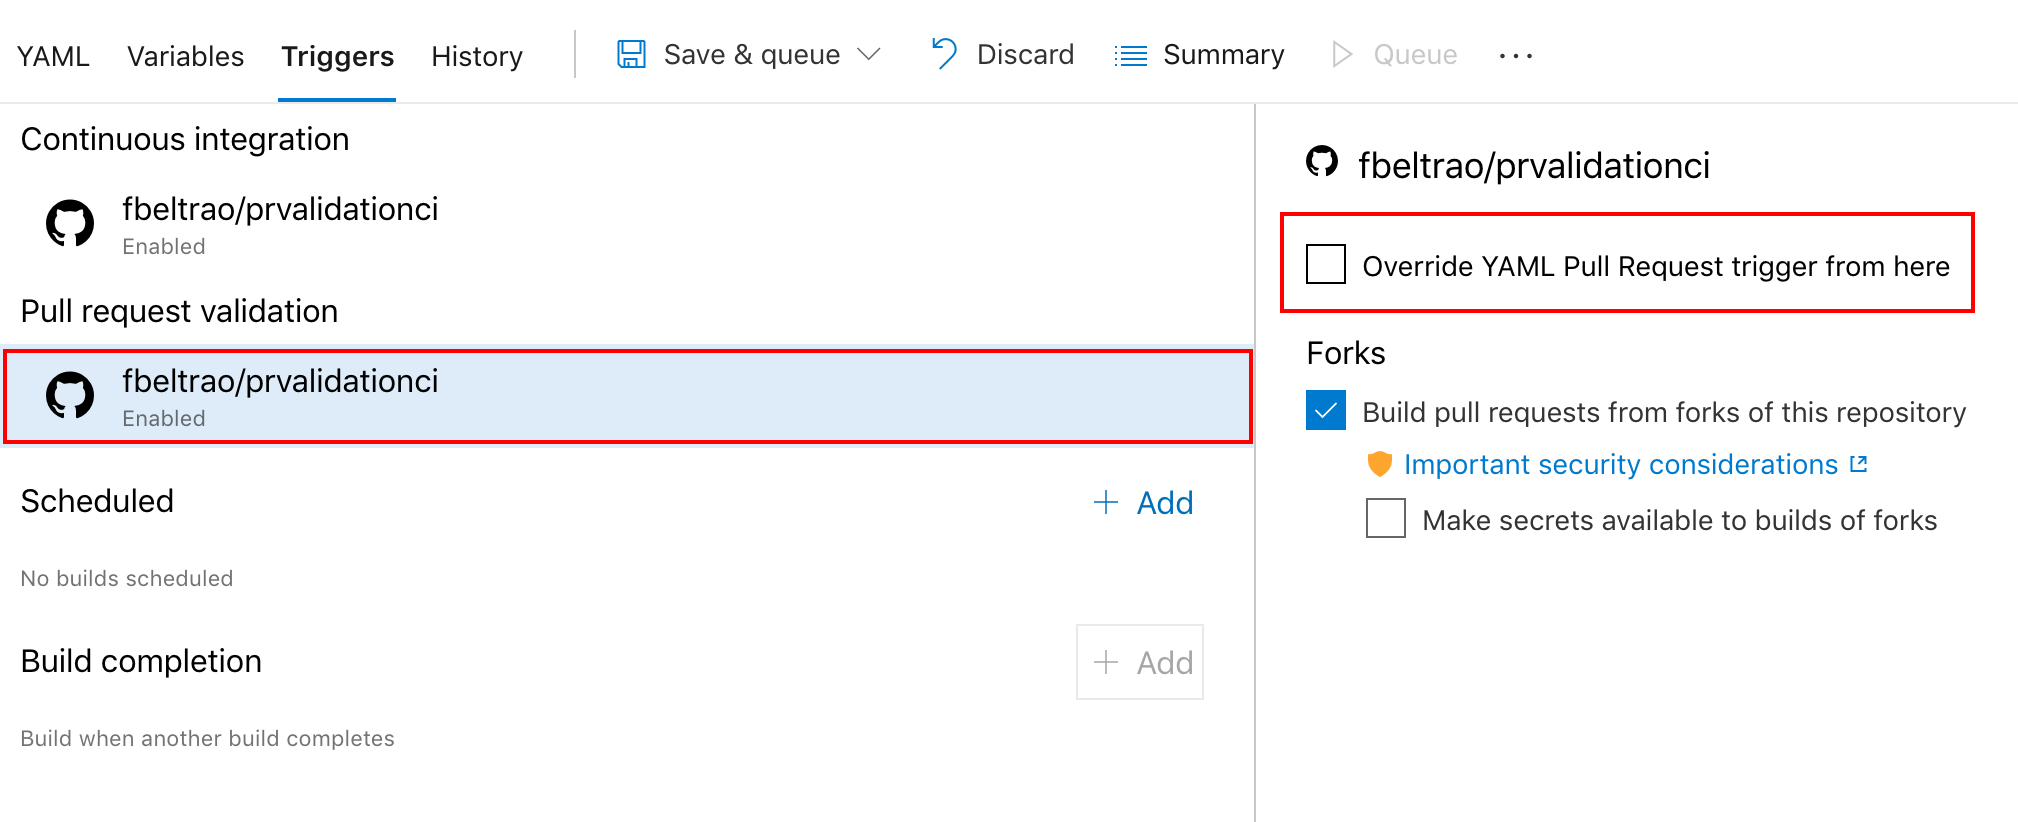 YAML Variables Triggers History Save & queue Discard Summary Queue ...
Continuous integration
fbeltrao/prvalidationci
Enabled
Pull request validation
fbeltrao/prvalidationci
Enabled
Scheduled + Add
No builds scheduled
Build completion + Add
Build when another build completes
fbeltrao/prvalidationci
Override YAML Pull Request trigger from here
Forks
Build pull requests from forks of this repository
Important security considerations
Make secrets available to builds of forks